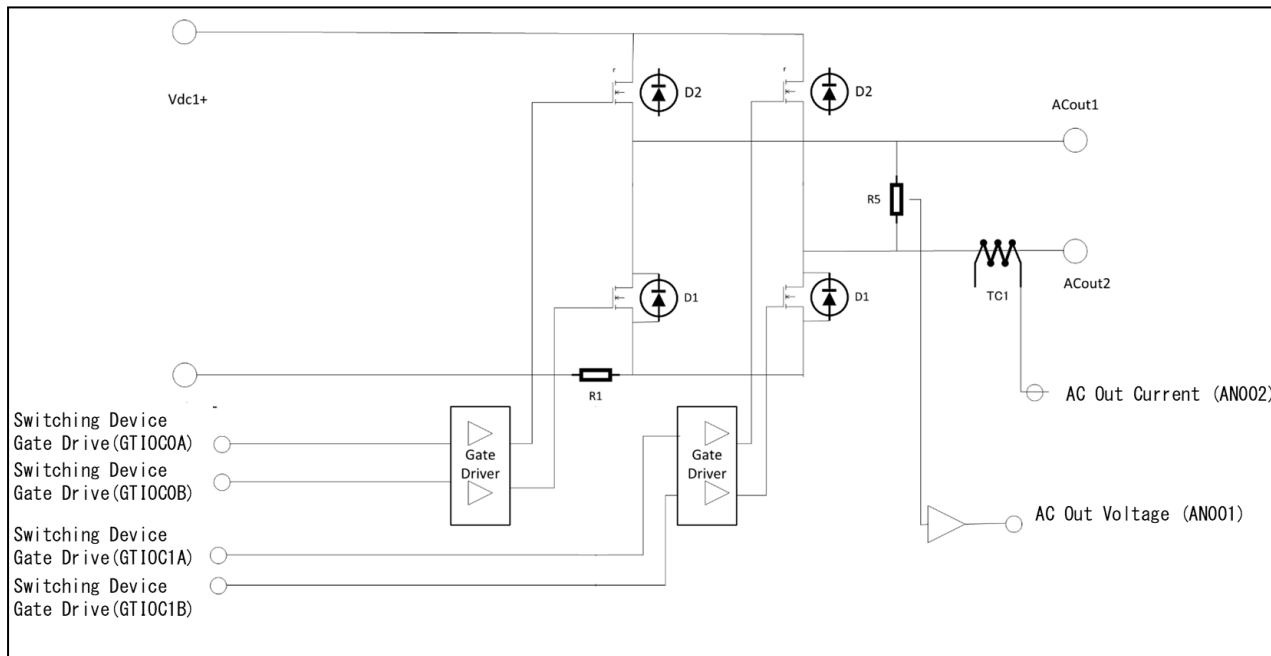 r
r
D2
D2
Vdc1+
ACout1
R5
D1
D1
TC1
ACout2
R1
AC Out Current (AN002)
-
Switching Device
Gate Drive(GTIOC0A)
Switching Device
Gate Drive(GTIOC0B)
Gate
Driver
Gate
Driver
AC Out Voltage (AN001)
Switching Device
Gate Drive(GTIOC1A)
Switching Device
Gate Drive(GTIOC1B)